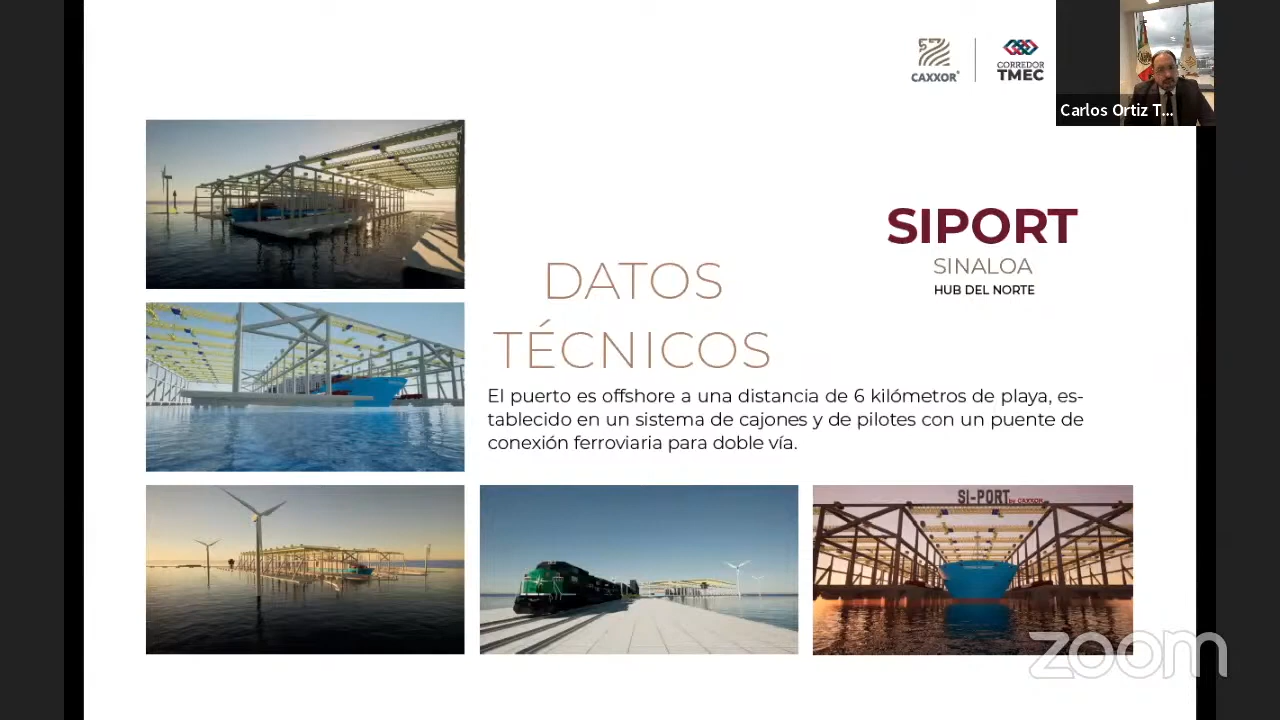 CAXXOR
CORREDOR
TMEC
Carlos Ortiz T...
SIPORT
SINALOA
HUB DEL NORTE
DATOS
TÉCNICOS
El puerto es offshore a una distancia de 6 kilómetros de playa, es-
tablecido en un sistema de cajones y de pilotes con un puente de
conexión ferroviaria para doble vía.
SI-PORT by CAXXOR
zoom